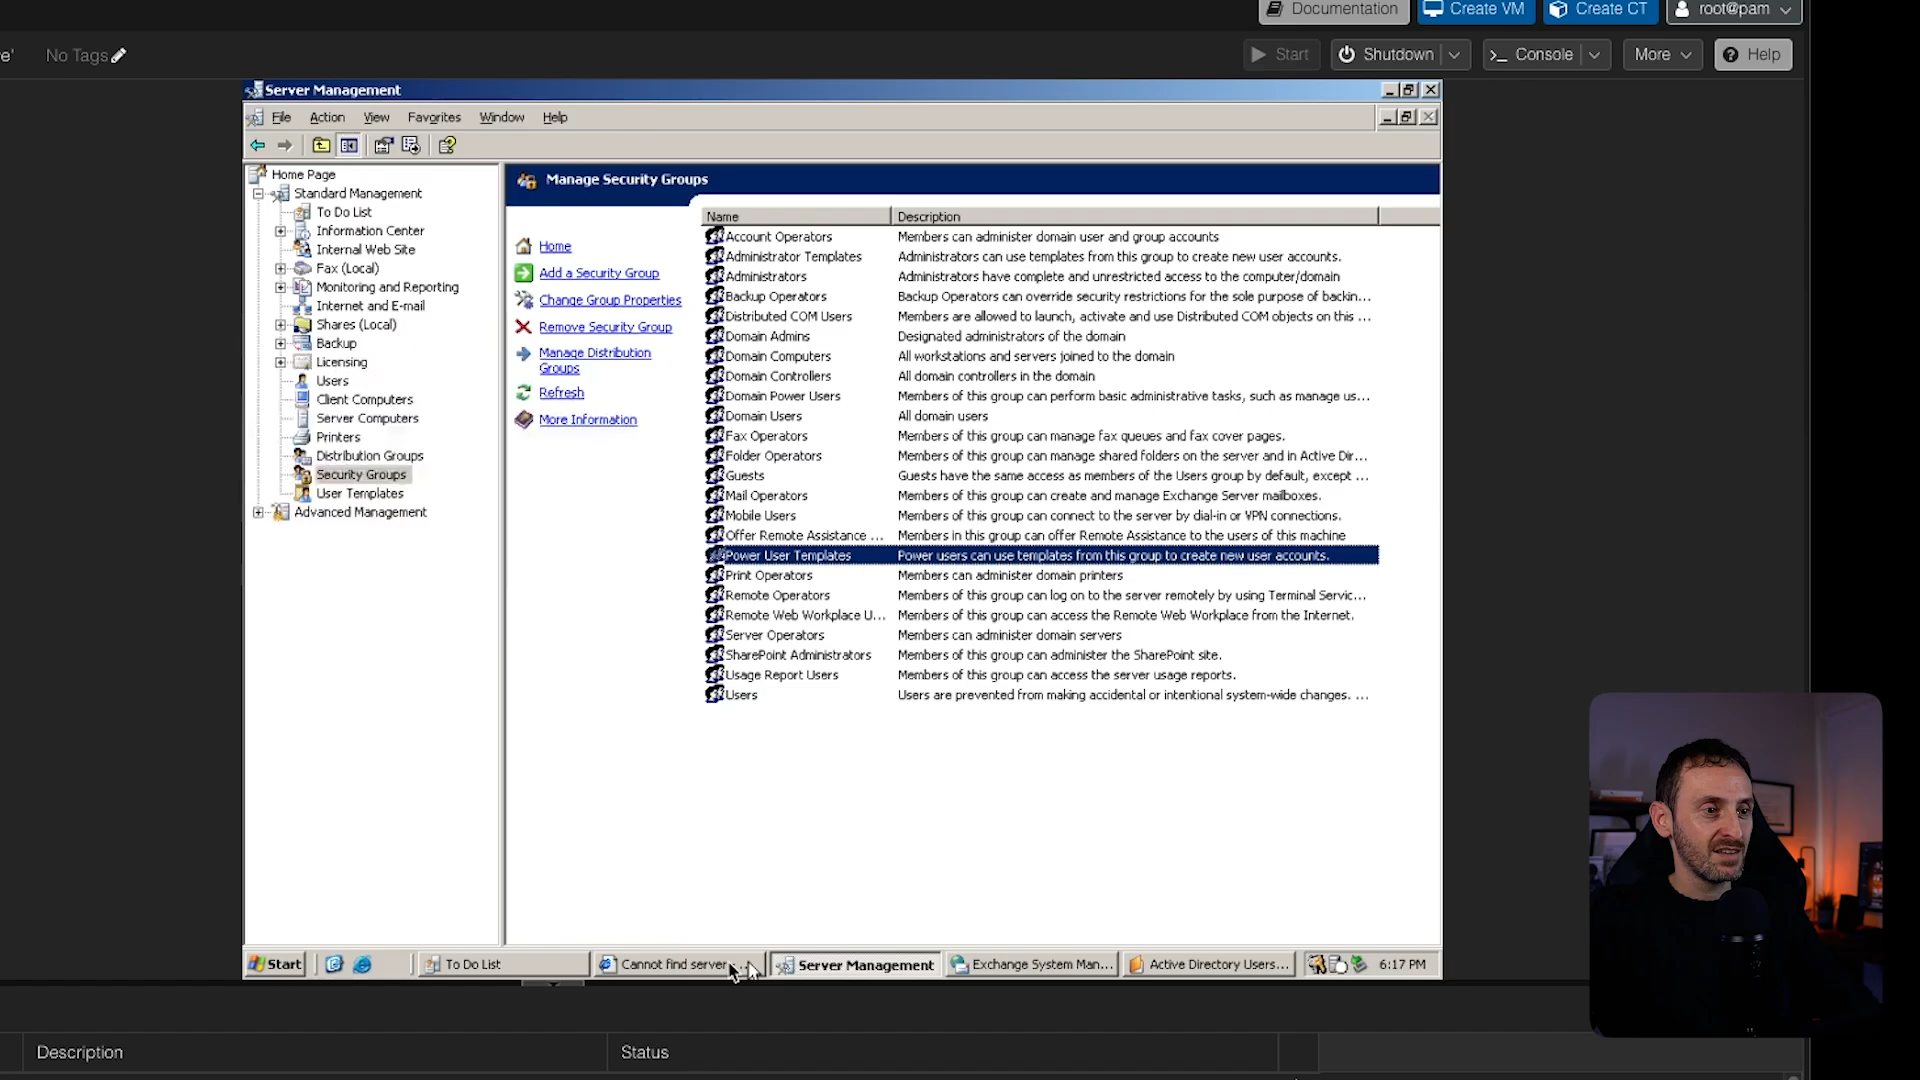 Documentation
Create VM
Create CT
root@pam
e'
No Tags
Start
Shutdown
Console
More
Help
Server Management
File Action View Favorites Window Help
Home Page
Standard Management
To Do List
Information Center
Internal Web Site
Fax (Local)
Monitoring and Reporting
Internet and E-mail
Shares (Local)
Backup
Licensing
Users
Client Computers
Server Computers
Printers
Distribution Groups
Security Groups
User Templates
Advanced Management
Manage Security Groups
Home
Add a Security Group
Change Group Properties
Remove Security Group
Manage Distribution
Groups
Refresh
More Information
Name Description
Account Operators Members can administer domain user and group accounts
Administrator Templates Administrators can use templates from this group to create new user accounts.
Administrators Administrators have complete and unrestricted access to the computer/domain
Backup Operators Backup Operators can override security restrictions for the sole purpose of backin...
Distributed COM Users Members are allowed to launch, activate and use Distributed COM objects on this ...
Domain Admins Designated administrators of the domain
Domain Computers All workstations and servers joined to the domain
Domain Controllers All domain controllers in the domain
Domain Power Users Members of this group can perform basic administrative tasks, such as manage us...
Domain Users All domain users
Fax Operators Members of this group can manage fax queues and fax cover pages.
Folder Operators Members of this group can manage shared folders on the server and in Active Dir...
Guests Guests have the same access as members of the Users group by default, except ...
Mail Operators Members of this group can create and manage Exchange Server mailboxes.
Mobile Users Members of this group can connect to the server by dial-in or VPN connections.
Offer Remote Assistance ... Members in this group can offer Remote Assistance to the users of this machine
Power User Templates Power users can use templates from this group to create new user accounts.
Print Operators Members can administer domain printers
Remote Operators Members of this group can log on to the server remotely by using Terminal Servic...
Remote Web Workplace U... Members of this group can access the Remote Web Workplace from the Internet.
Server Operators Members can administer domain servers
SharePoint Administrators Members of this group can administer the SharePoint site.
Usage Report Users Members of this group can access the server usage reports.
Users Users are prevented from making accidental or intentional system-wide changes. ...
Start
To Do List
Cannot find server
Server Management
Exchange System Man...
Active Directory Users...
6:17 PM
Description
Status